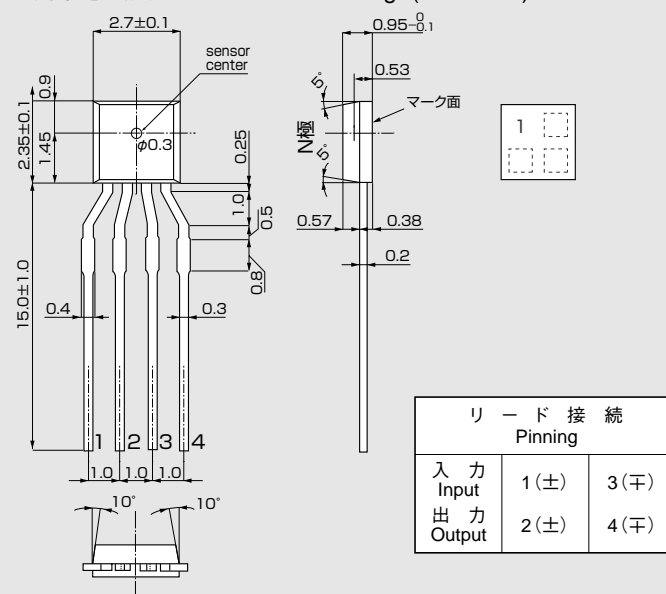 2.7±0.1
0.95-0/0.1
sensor
center
0.53
5°
マーク面
0.9
2.35±0.1
1.45
φ0.3
0.25
N極
5°
1
1.0
0.5
0.57
0.38
0.2
0.8
15.0±1.0
0.4
0.3
1 2 3 4
1.0 1.0 1.0
10° 10°
リード接続
Pinning
入力 1(±) 3(∓)
Input
出力 2(±) 4(∓)
Output